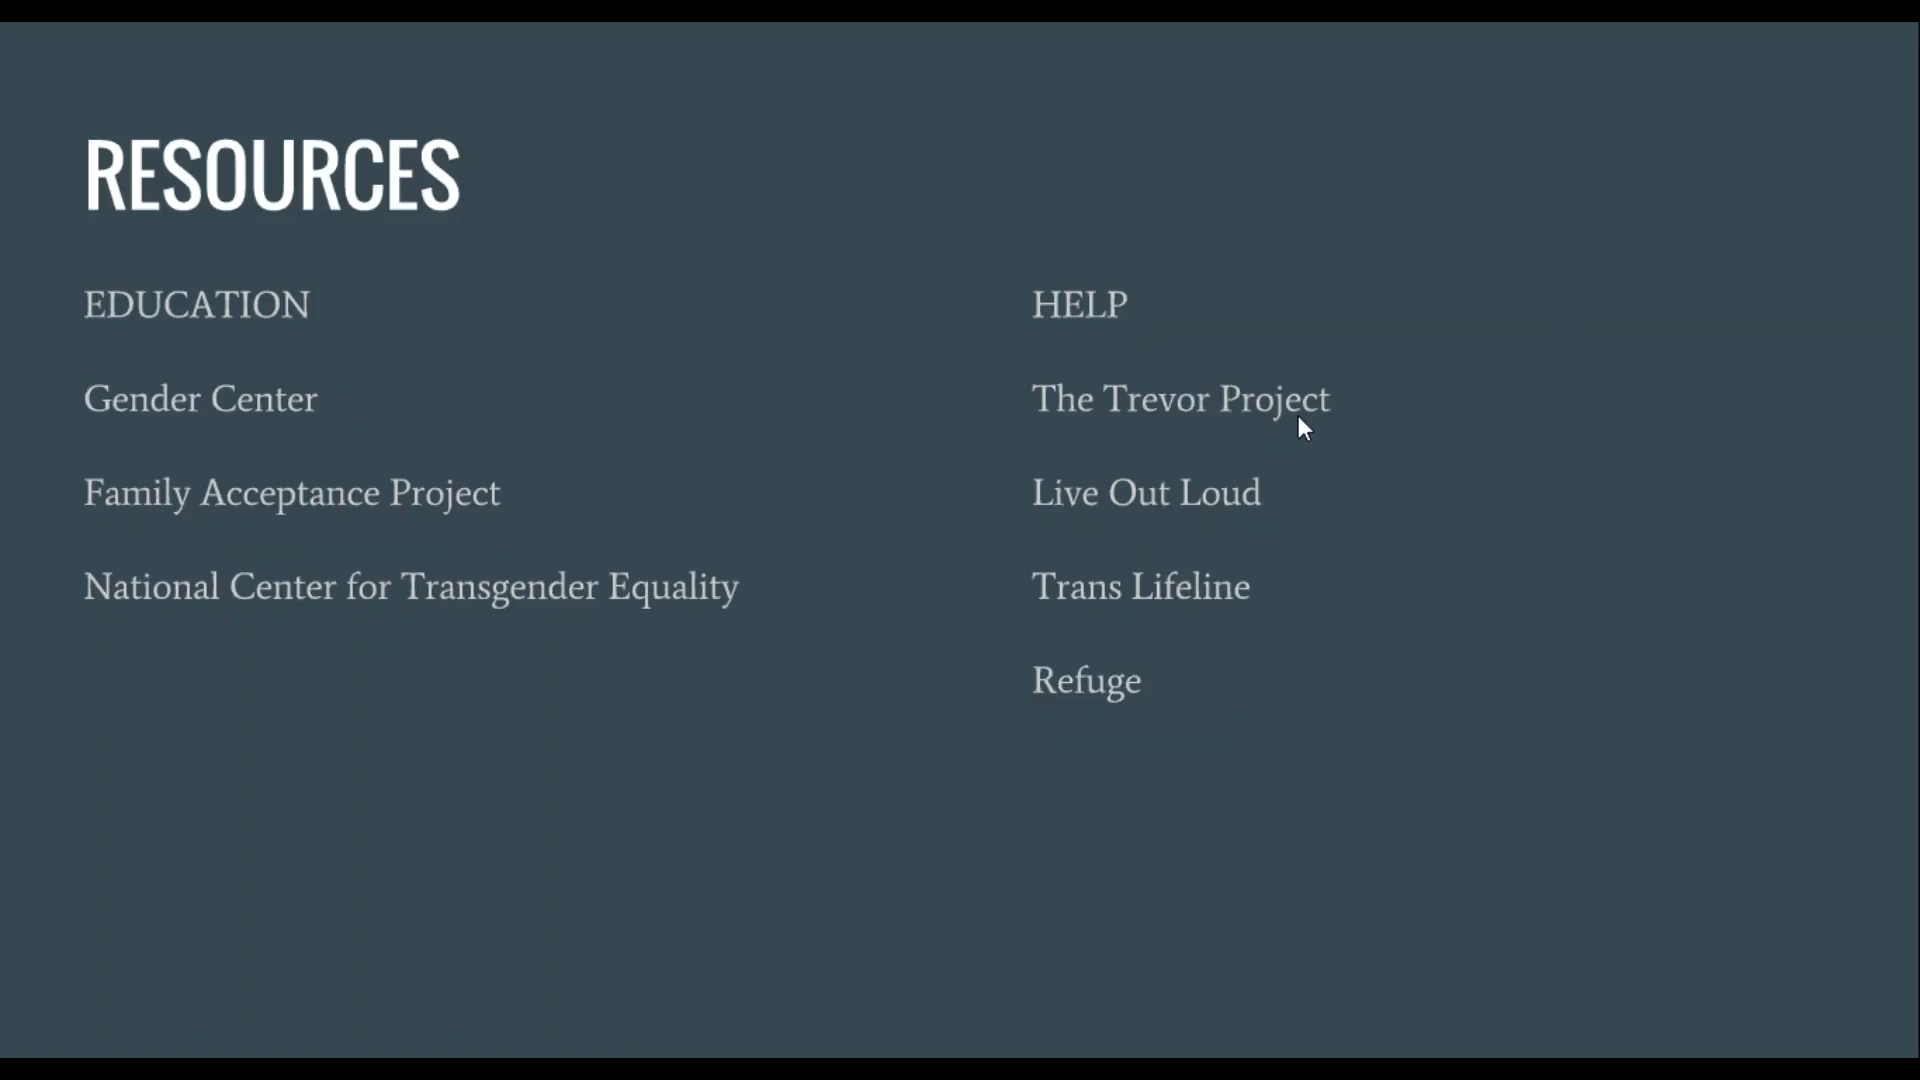 RESOURCES
EDUCATION
Gender Center
Family Acceptance Project
National Center for Transgender Equality
HELP
The Trevor Project
Live Out Loud
Trans Lifeline
Refuge